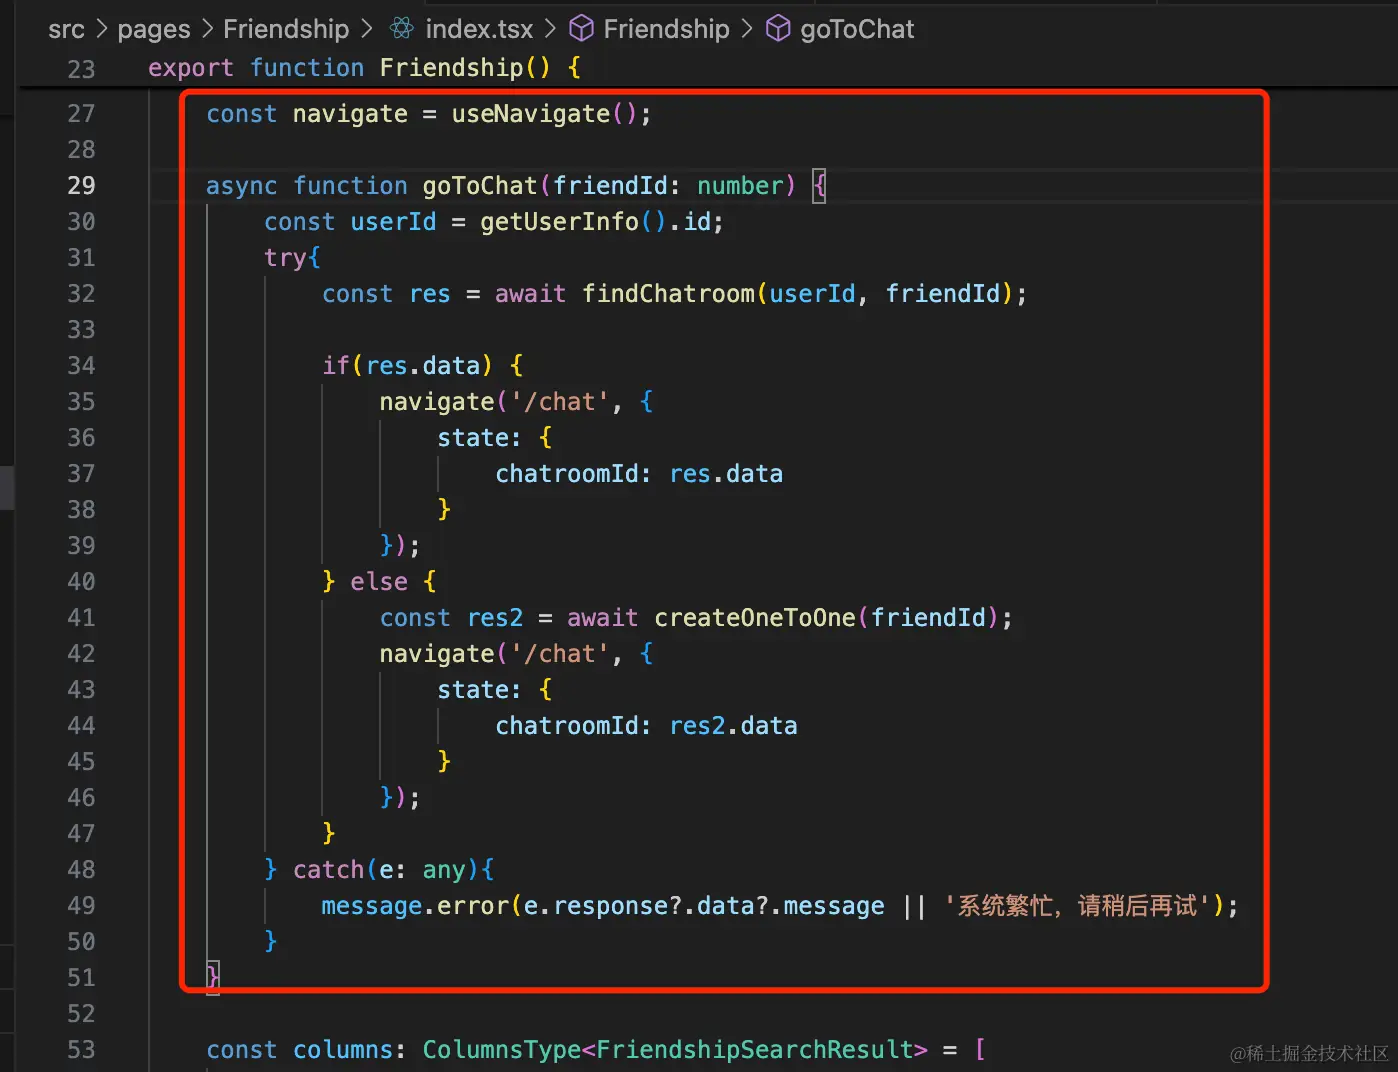 src > pages > Friendship > index.tsx > Friendship > goToChat
23 export function Friendship() {
27 const navigate = useNavigate();
28
29 async function goToChat(friendId: number) {
30 const userId = getUserInfo().id;
31 try{
32 const res = await findChatroom(userId, friendId);
33
34 if(res.data) {
35 navigate('/chat', {
36 state: {
37 chatroomId: res.data
38 }
39 });
40 } else {
41 const res2 = await createOneToOne(friendId);
42 navigate('/chat', {
43 state: {
44 chatroomId: res2.data
45 }
46 });
47 }
48 } catch(e: any){
49 message.error(e.response?.data?.message || '系统繁忙，请稍后再试');
50 }
51 }
52
53 const columns: ColumnsType<FriendshipSearchResult> = [
@稀土掘金技术社区